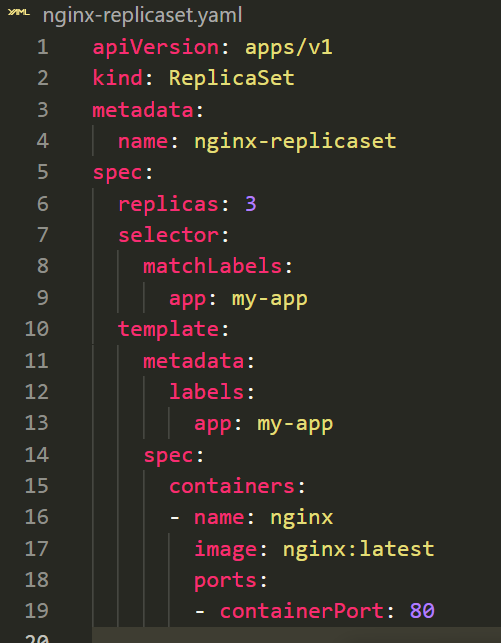 YAML nginx-replicaset.yaml
1 apiVersion: apps/v1
2 kind: ReplicaSet
3 metadata:
4   name: nginx-replicaset
5 spec:
6   replicas: 3
7   selector:
8     matchLabels:
9       app: my-app
10   template:
11     metadata:
12       labels:
13         app: my-app
14     spec:
15       containers:
16       - name: nginx
17         image: nginx:latest
18         ports:
19         - containerPort: 80
20